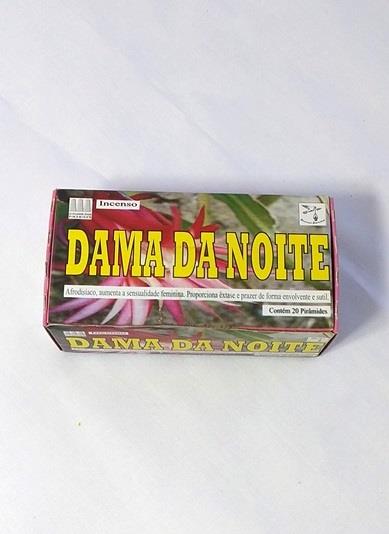 Incenso
DAMA DA NOITE
Afrodisíaco, aumenta a sensualidade feminina. Proporciona êxtase e prazer de forma envolvente e sutil.
Contém 20 Pirâmides
DAMA DA NOITE